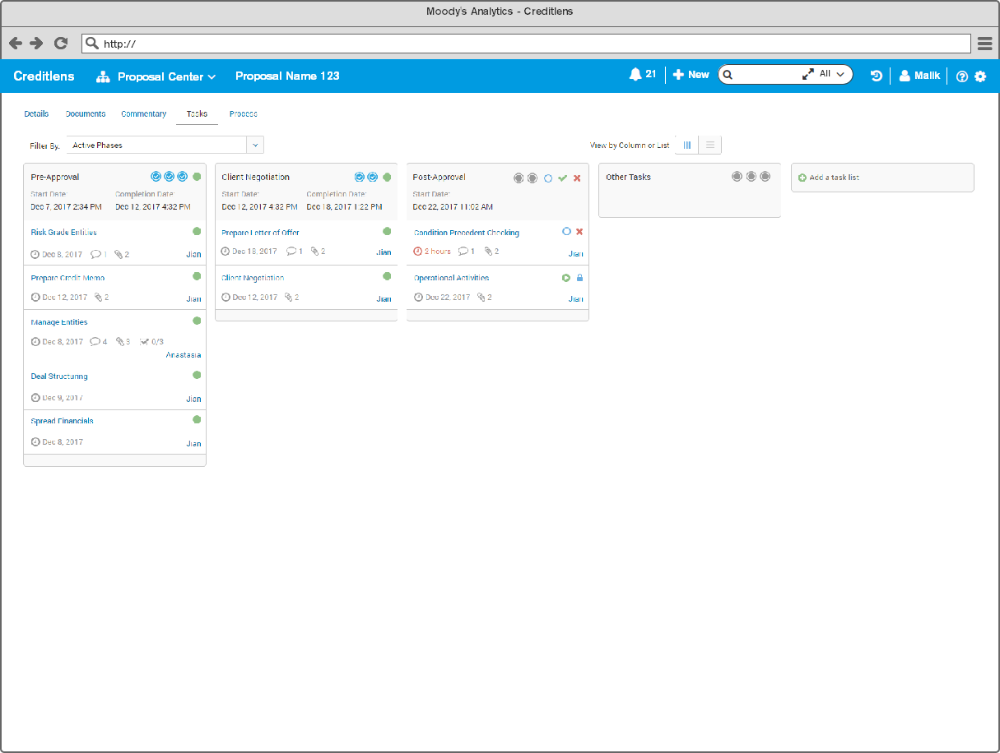 Moody's Analytics - Creditlens
http://
Creditlens Proposal Center Proposal Name 123 21 New All Malik
Details Documents Commentary Tasks Process
Filter By: Active Phases View by Column or List
Pre-Approval
Start Date: Completion Date:
Dec 7, 2017 2:34 PM Dec 12, 2017 4:32 PM
Risk Grade Entities
Dec 8, 2017 1 2 Jian
Prepare Credit Memo
Dec 12, 2017 2 Jian
Manage Entities
Dec 8, 2017 4 3 0/3
Anastasia
Deal Structuring
Dec 9, 2017 Jian
Spread Financials
Dec 8, 2017 Jian
Client Negotiation
Start Date: Completion Date:
Dec 12, 2017 4:32 PM Dec 18, 2017 1:22 PM
Prepare Letter of Offer
Dec 18, 2017 1 2 Jian
Client Negotiation
Dec 12, 2017 2 Jian
Post-Approval
Start Date:
Dec 22, 2017 11:02 AM
Condition Precedent Checking
2 hours 1 2 Jian
Operational Activities
Dec 22, 2017 2 Jian
Other Tasks
Add a task list